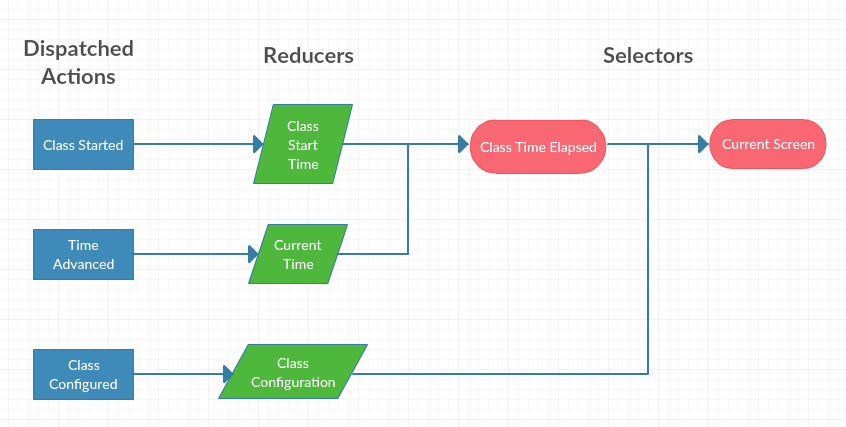 Dispatched
Actions
Reducers
Selectors
Class Started
Class
Start
Time
Class Time Elapsed
Current Screen
Time
Advanced
Current
Time
Class
Configured
Class
Configuration